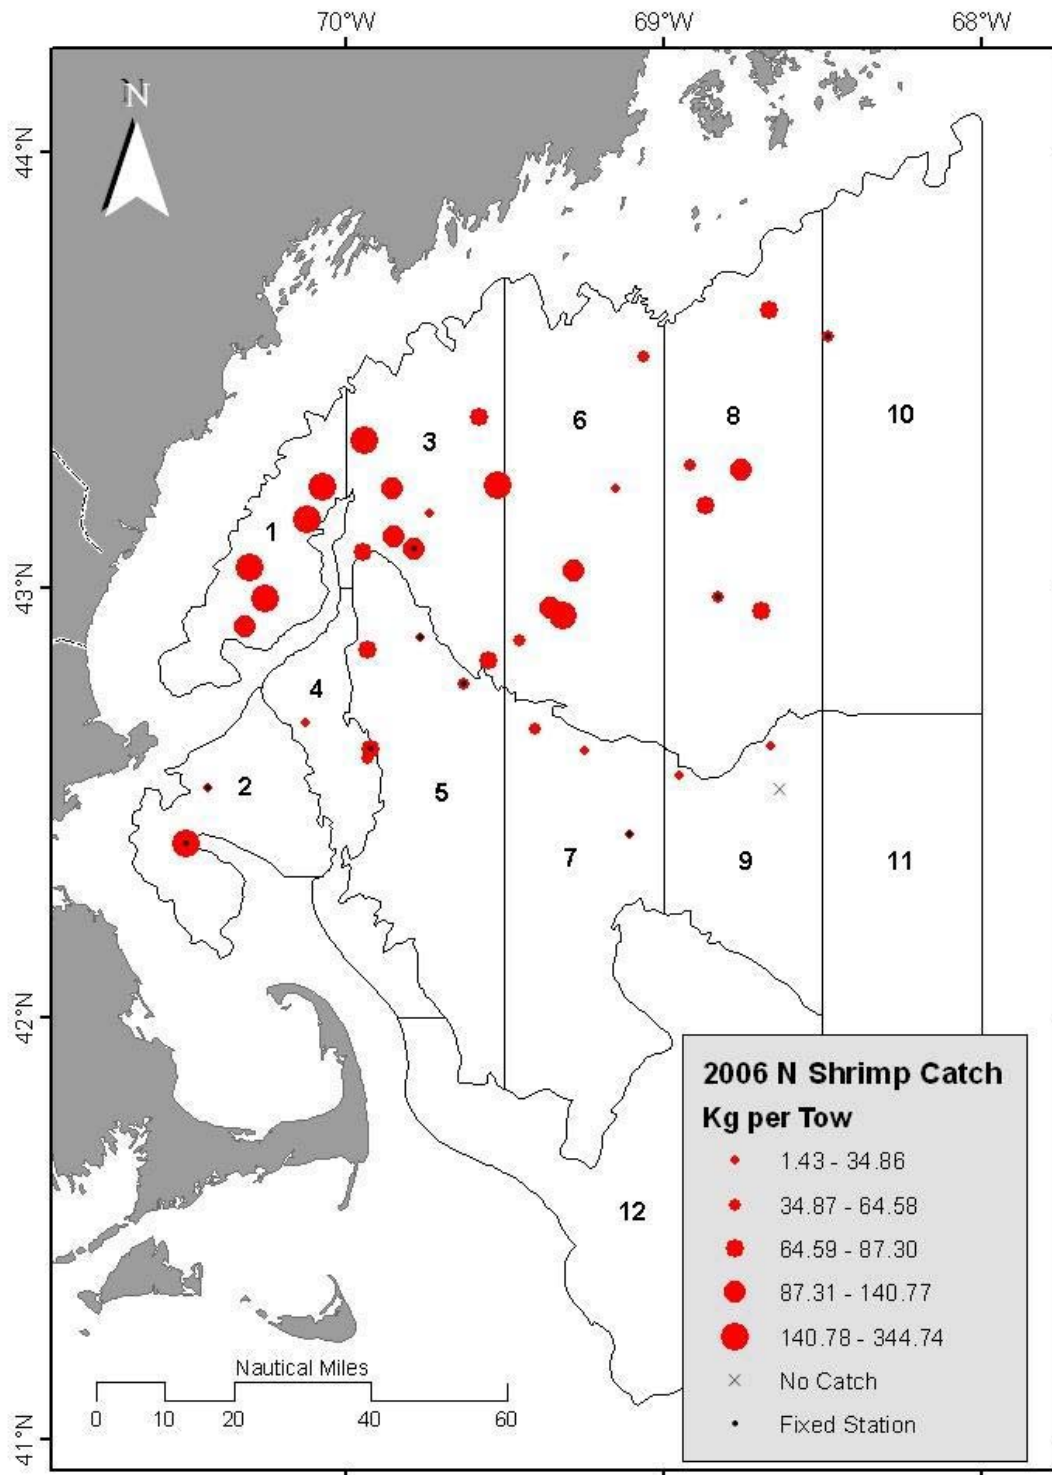 70°W 69°W 68°W
N
44°N
3 6 8 10
1
43°N
4
2 5
7 9 11
42°N
2006 N Shrimp Catch
Kg per Tow
1.43 - 34.86
34.87 - 64.58
64.59 - 87.30
87.31 - 140.77
140.78 - 344.74
No Catch
Fixed Station
12
Nautical Miles
0 10 20 40 60
41°N